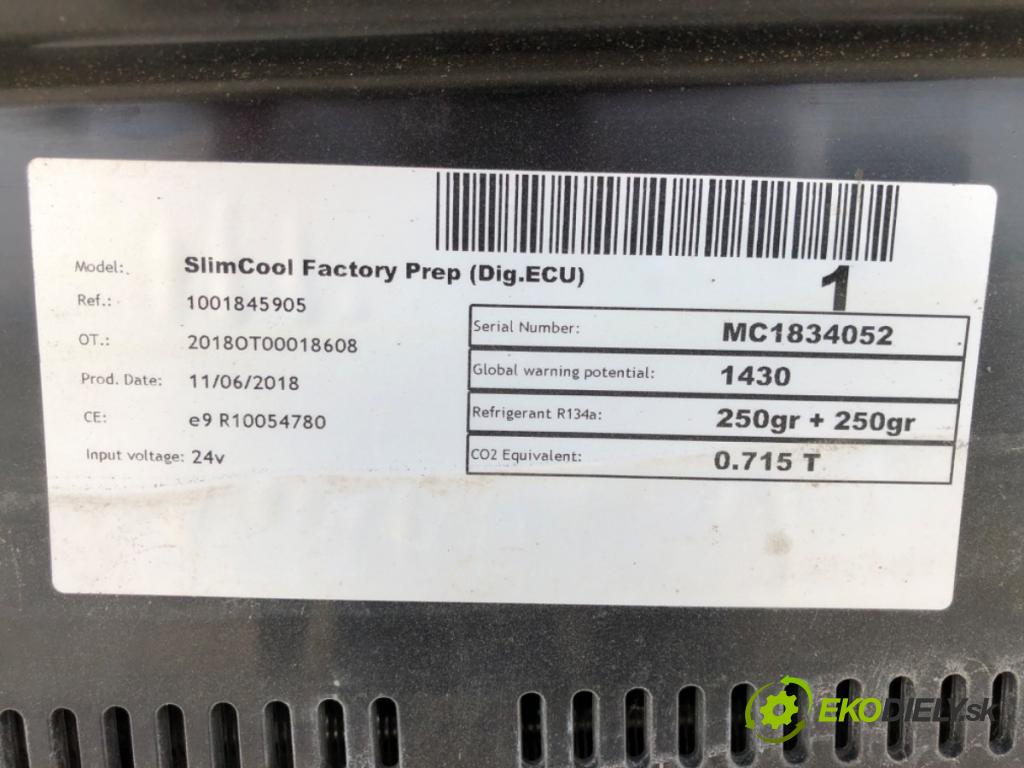 Model:. SlimCool Factory Prep (Dig.ECU)
1
Ref.: 1001845905
OT.: 2018OT00018608
Prod. Date: 11/06/2018
CE: e9 R10054780
Input voltage: 24v
Serial Number: MC1834052
Global warning potential: 1430
Refrigerant R134a: 250gr + 250gr
CO2 Equivalent: 0.715 T
EKODIELY.sk